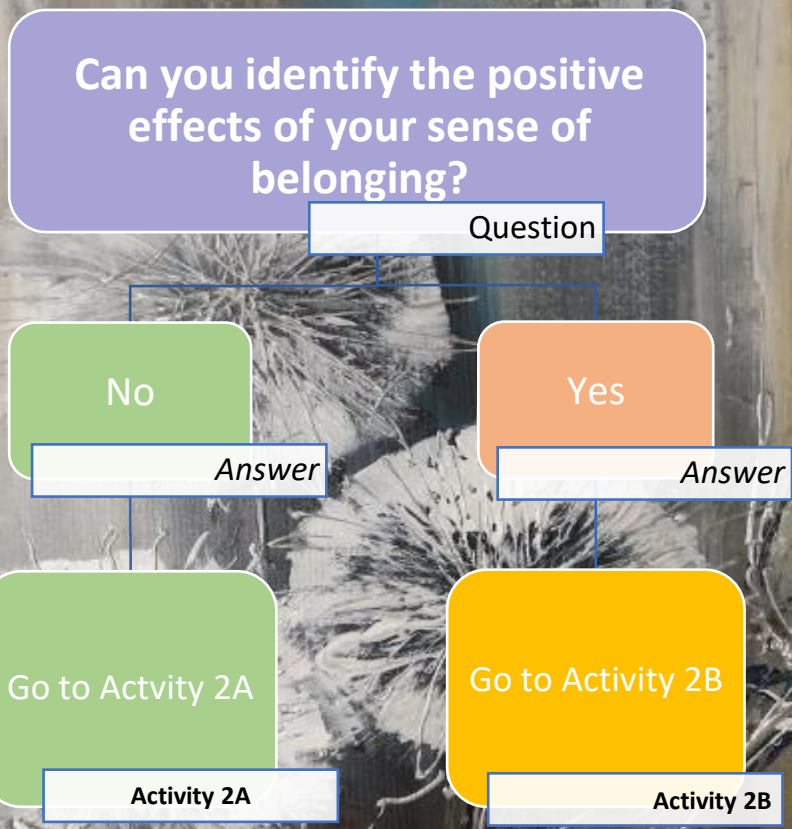 Can you identify the positive
effects of your sense of
belonging?
Question
No
Answer
Yes
Answer
Go to Actvity 2A
Activity 2A
Go to Activity 2B
Activity 2B